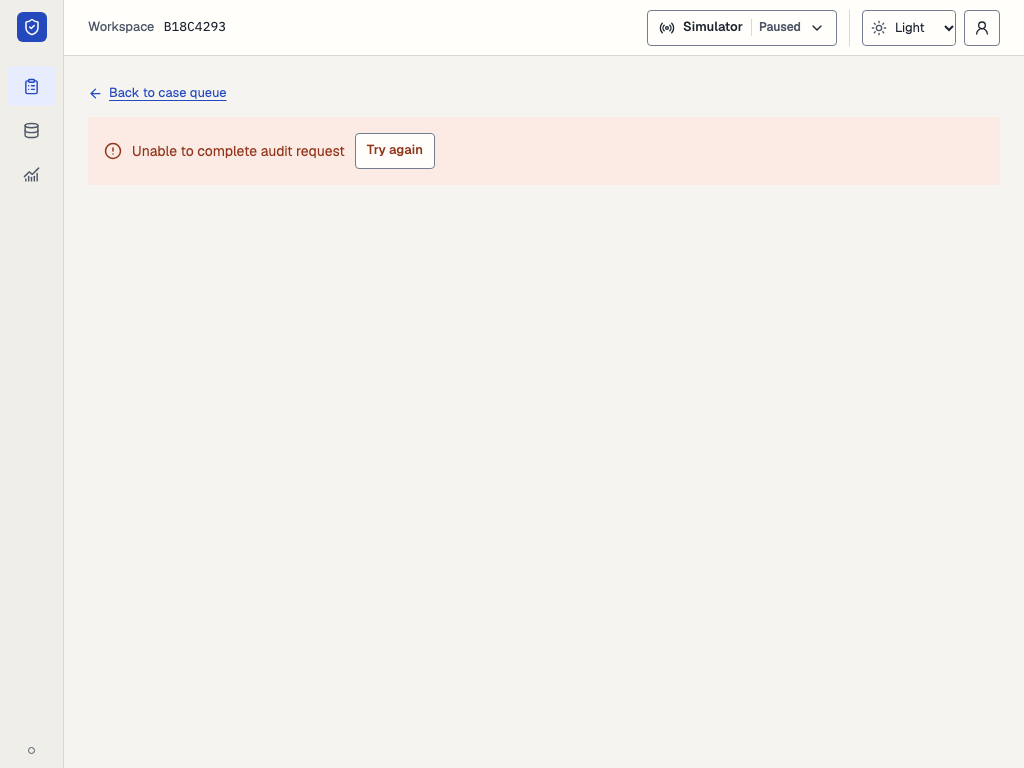 Workspace B18C4293
Simulator Paused
Light
Back to case queue
Unable to complete audit request
Try again